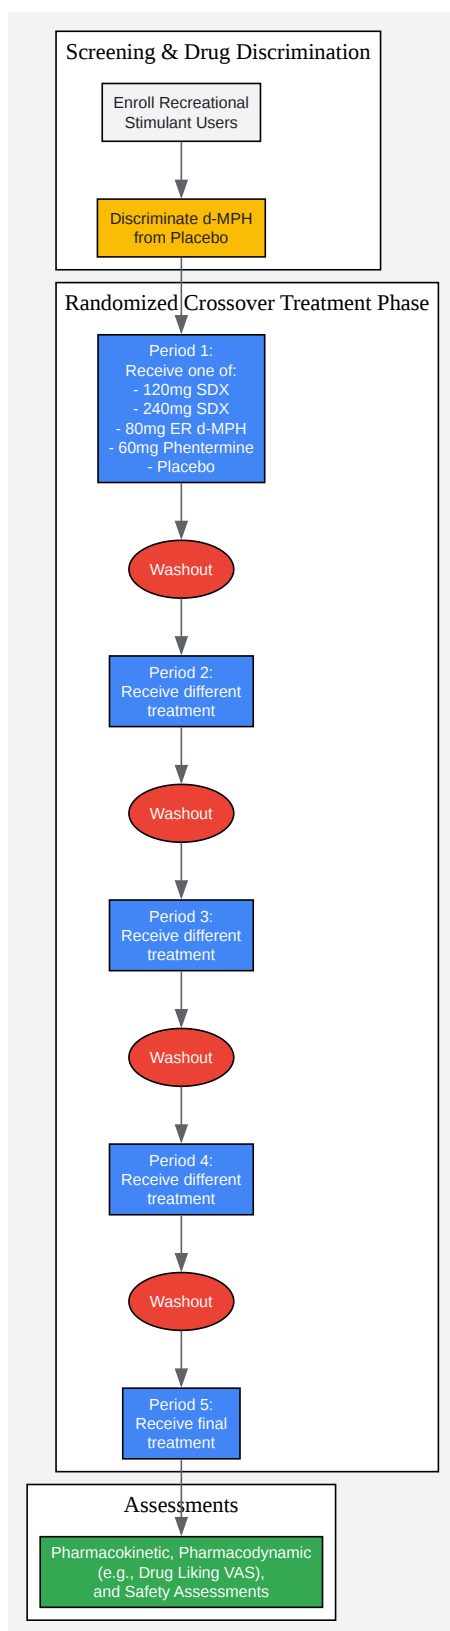 Screening & Drug Discrimination
Enroll Recreational
Stimulant Users
Discriminate d-MPH
from Placebo
Randomized Crossover Treatment Phase
Period 1:
Receive one of:
- 120mg SDX
- 240mg SDX
- 80mg ER d-MPH
- 60mg Phentermine
- Placebo
Washout
Period 2:
Receive different
treatment
Washout
Period 3:
Receive different
treatment
Washout
Period 4:
Receive different
treatment
Washout
Period 5:
Receive final
treatment
Assessments
Pharmacokinetic, Pharmacodynamic
(e.g., Drug Liking VAS),
and Safety Assessments